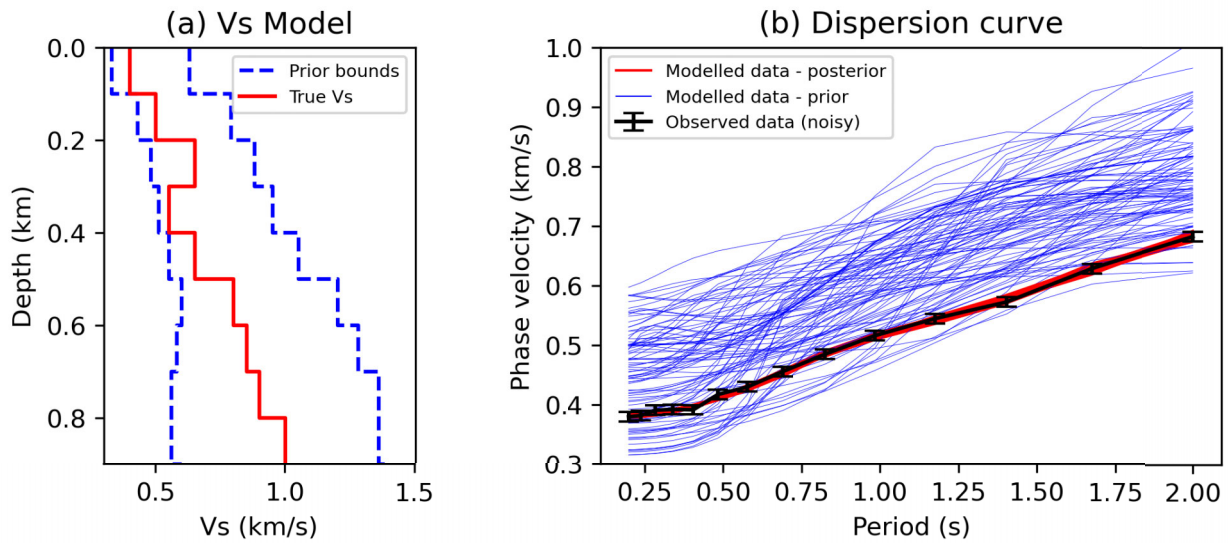 (a) Vs Model
Prior bounds
True Vs
0.0
0.2
0.4
0.6
0.8
Depth (km)
0.5
1.0
1.5
Vs (km/s)
(b) Dispersion curve
Modelled data - posterior
Modelled data - prior
Observed data (noisy)
1.0
0.9
0.8
0.7
0.6
0.5
0.4
0.3
Phase velocity (km/s)
0.25
0.50
0.75
1.00
1.25
1.50
1.75
2.00
Period (s)